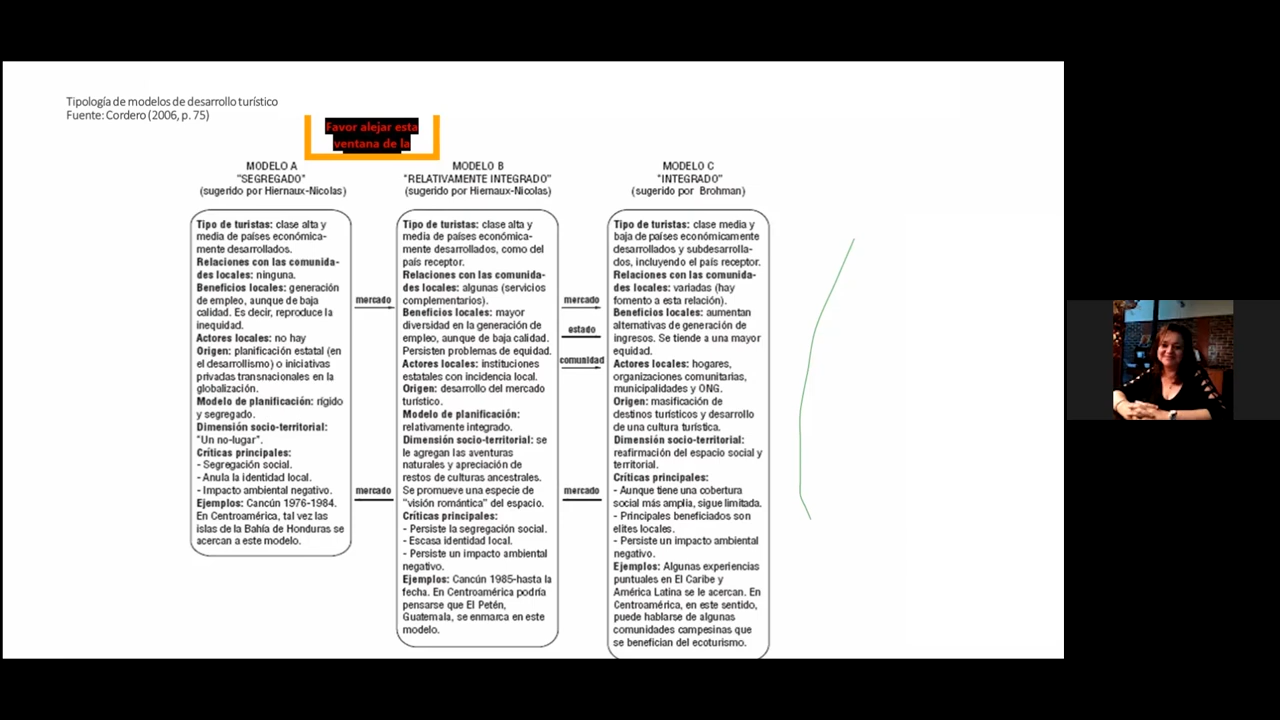 Tipología de modelos de desarrollo turístico
Fuente: Cordero (2006, p. 75)
Favor alejar esta
ventana de la
MODELO A
"SEGREGADO"
(sugerido por Hiernaux-Nicolas)
Tipo de turistas: clase alta y
media de países económica-
mente desarrollados.
Relaciones con las comunida-
des locales: ninguna.
Beneficios locales: generación
de empleo, aunque de baja
calidad. Es decir, reproduce la
inequidad.
Actores locales: no hay
Origen: planificación estatal (en
el desarrollismo) o iniciativas
privadas transnacionales en la
globalización.
Modelo de planificación: rígido
y segregado.
Dimensión socio-territorial:
"Un no-lugar".
Críticas principales:
- Segregación social.
- Anula la identidad local.
- Impacto ambiental negativo.
Ejemplos: Cancún 1976-1984.
En Centroamérica, tal vez las
islas de la Bahía de Honduras se
acercan a este modelo.
mercado
mercado
MODELO B
"RELATIVAMENTE INTEGRADO"
(sugerido por Hiernaux-Nicolas)
Tipo de turistas: clase alta y
media de países económica-
mente desarrollados, como del
país receptor.
Relaciones con las comunida-
des locales: algunas (servicios
complementarios).
Beneficios locales: mayor
diversidad en la generación de
empleo, aunque de baja calidad.
Persisten problemas de equidad.
Actores locales: instituciones
estatales con incidencia local.
Origen: desarrollo del mercado
turístico.
Modelo de planificación:
relativamente integrado.
Dimensión socio-territorial: se
le agregan las aventuras
naturales y apreciación de
restos de culturas ancestrales.
Se promueve una especie de
"visión romántica" del espacio.
Críticas principales:
- Persiste la segregación social.
- Escasa identidad local.
- Persiste un impacto ambiental
negativo.
Ejemplos: Cancún 1985-hasta la
fecha. En Centroamérica podría
pensarse que El Petén,
Guatemala, se enmarca en este
modelo.
mercado
estado
comunidad
mercado
MODELO C
"INTEGRADO"
(sugerido por Brohman)
Tipo de turistas: clase media y
baja de países económicamente
desarrollados y subdesarrolla-
dos, incluyendo el país receptor.
Relaciones con las comunida-
des locales: variadas (hay
fomento a esta relación).
Beneficios locales: aumentan
alternativas de generación de
ingresos. Se tiende a una mayor
equidad.
Actores locales: hogares,
organizaciones comunitarias,
municipalidades y ONG.
Origen: masificación de
destinos turísticos y desarrollo
de una cultura turística.
Dimensión socio-territorial:
reafirmación del espacio social y
territorial.
Críticas principales:
- Aunque tiene una cobertura
social más amplia, sigue limitada.
- Principales beneficiados son
elites locales.
- Persiste un impacto ambiental
negativo.
Ejemplos: Algunas experiencias
puntuales en El Caribe y
América Latina se le acercan. En
Centroamérica, en este sentido,
puede hablarse de algunas
comunidades campesinas que
se benefician del ecoturismo.